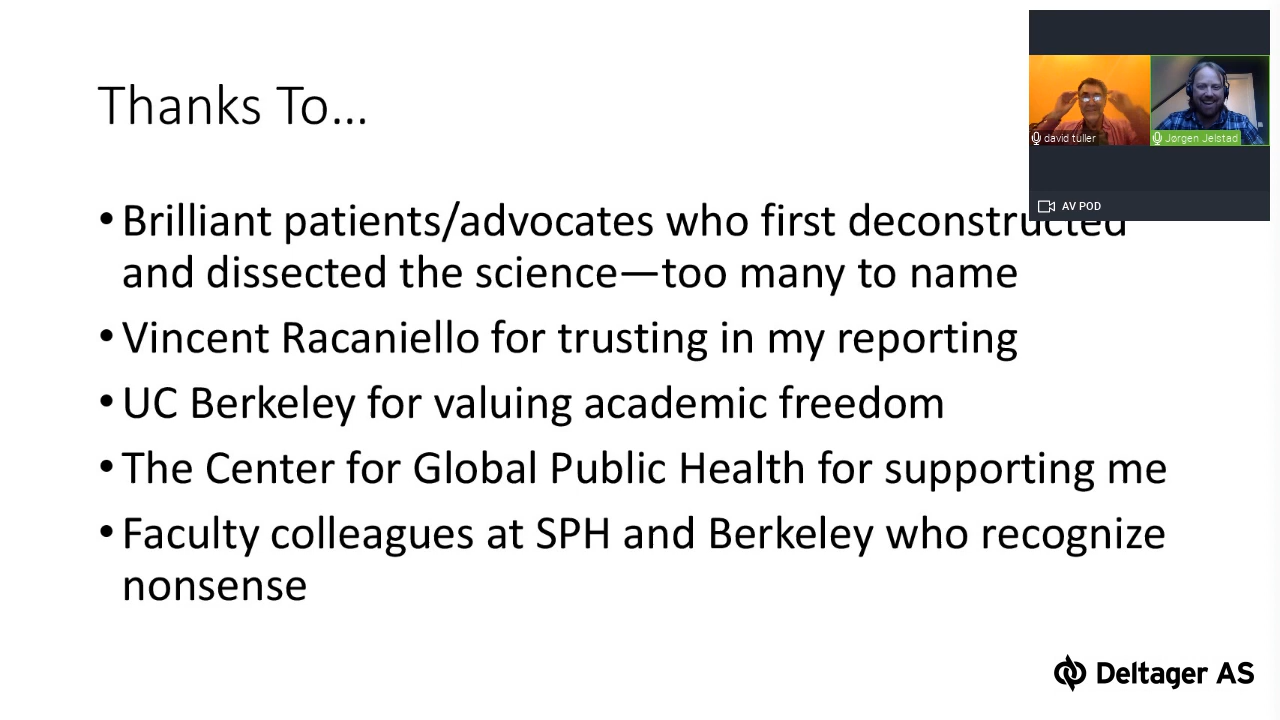 Thanks To...
david tuller
Jørgen Jelstad
AV POD
• Brilliant patients/advocates who first deconstructed
and dissected the science—too many to name
• Vincent Racaniello for trusting in my reporting
• UC Berkeley for valuing academic freedom
• The Center for Global Public Health for supporting me
• Faculty colleagues at SPH and Berkeley who recognize
nonsense
Deltager AS